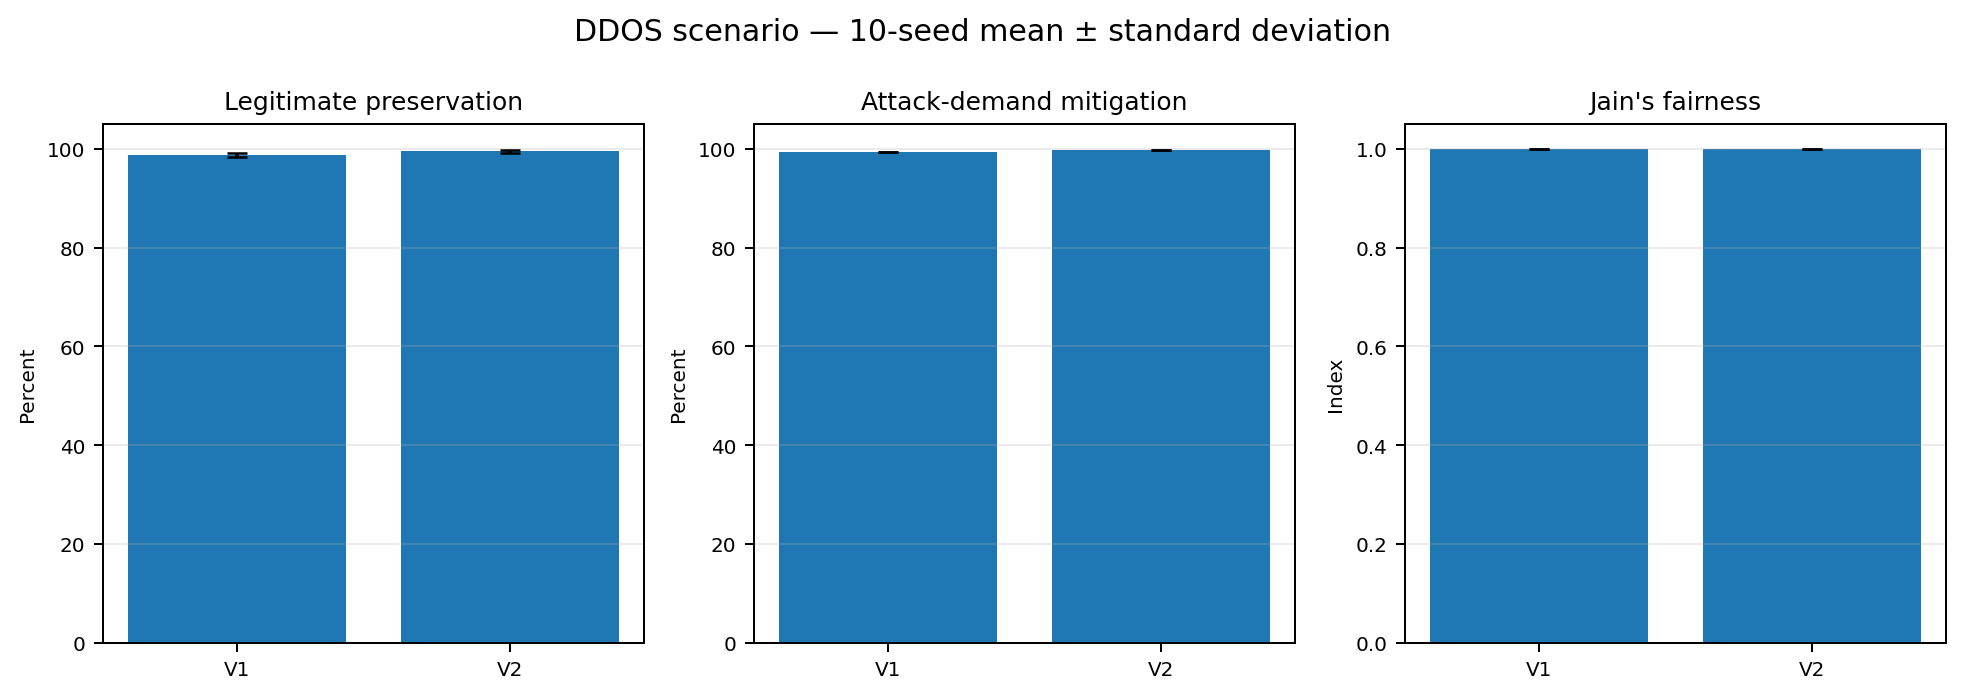 DDOS scenario — 10-seed mean ± standard deviation
Legitimate preservation
Percent
100
80
60
40
20
0
V1
V2
Attack-demand mitigation
Percent
100
80
60
40
20
0
V1
V2
Jain's fairness
Index
1.0
0.8
0.6
0.4
0.2
0.0
V1
V2